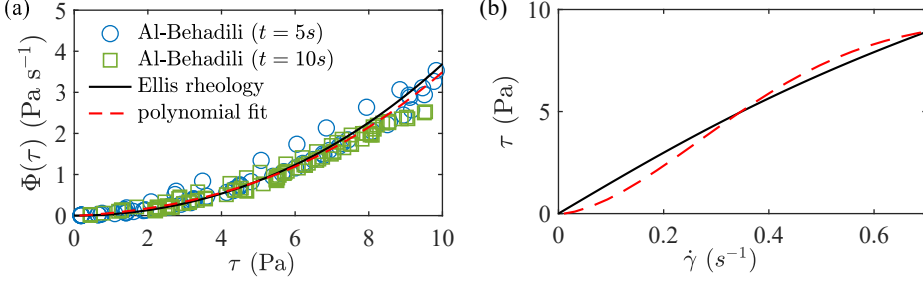 (a)
4
3
2
1
0
Φ(τ) (Pa s⁻¹)
Al-Behadili (t = 5s)
Al-Behadili (t = 10s)
Ellis rheology
polynomial fit
0 2 4 6 8 10
τ (Pa)
(b)
10
5
0
τ (Pa)
0 0.2 0.4 0.6
γ̇ (s⁻¹)